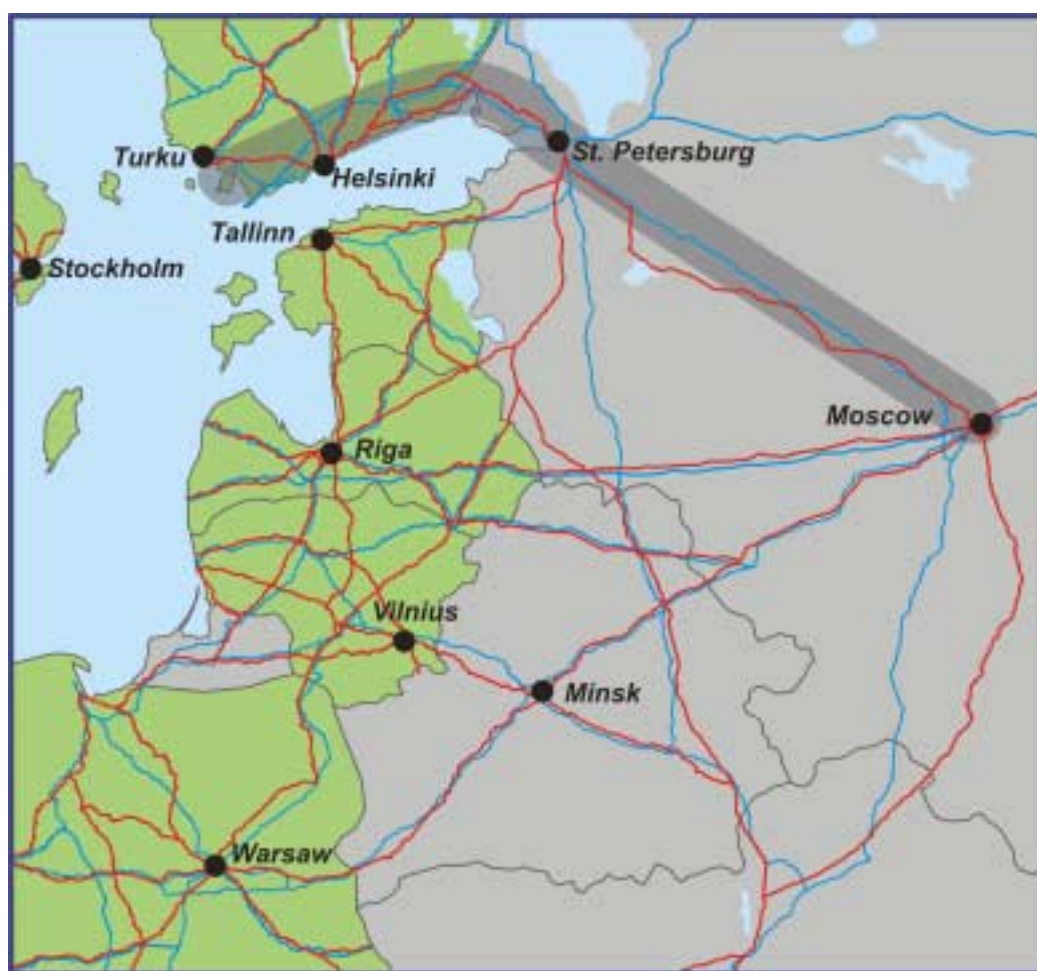 Turku
Helsinki
St. Petersburg
Tallinn
Stockholm
Moscow
Riga
Vilnius
Minsk
Warsaw